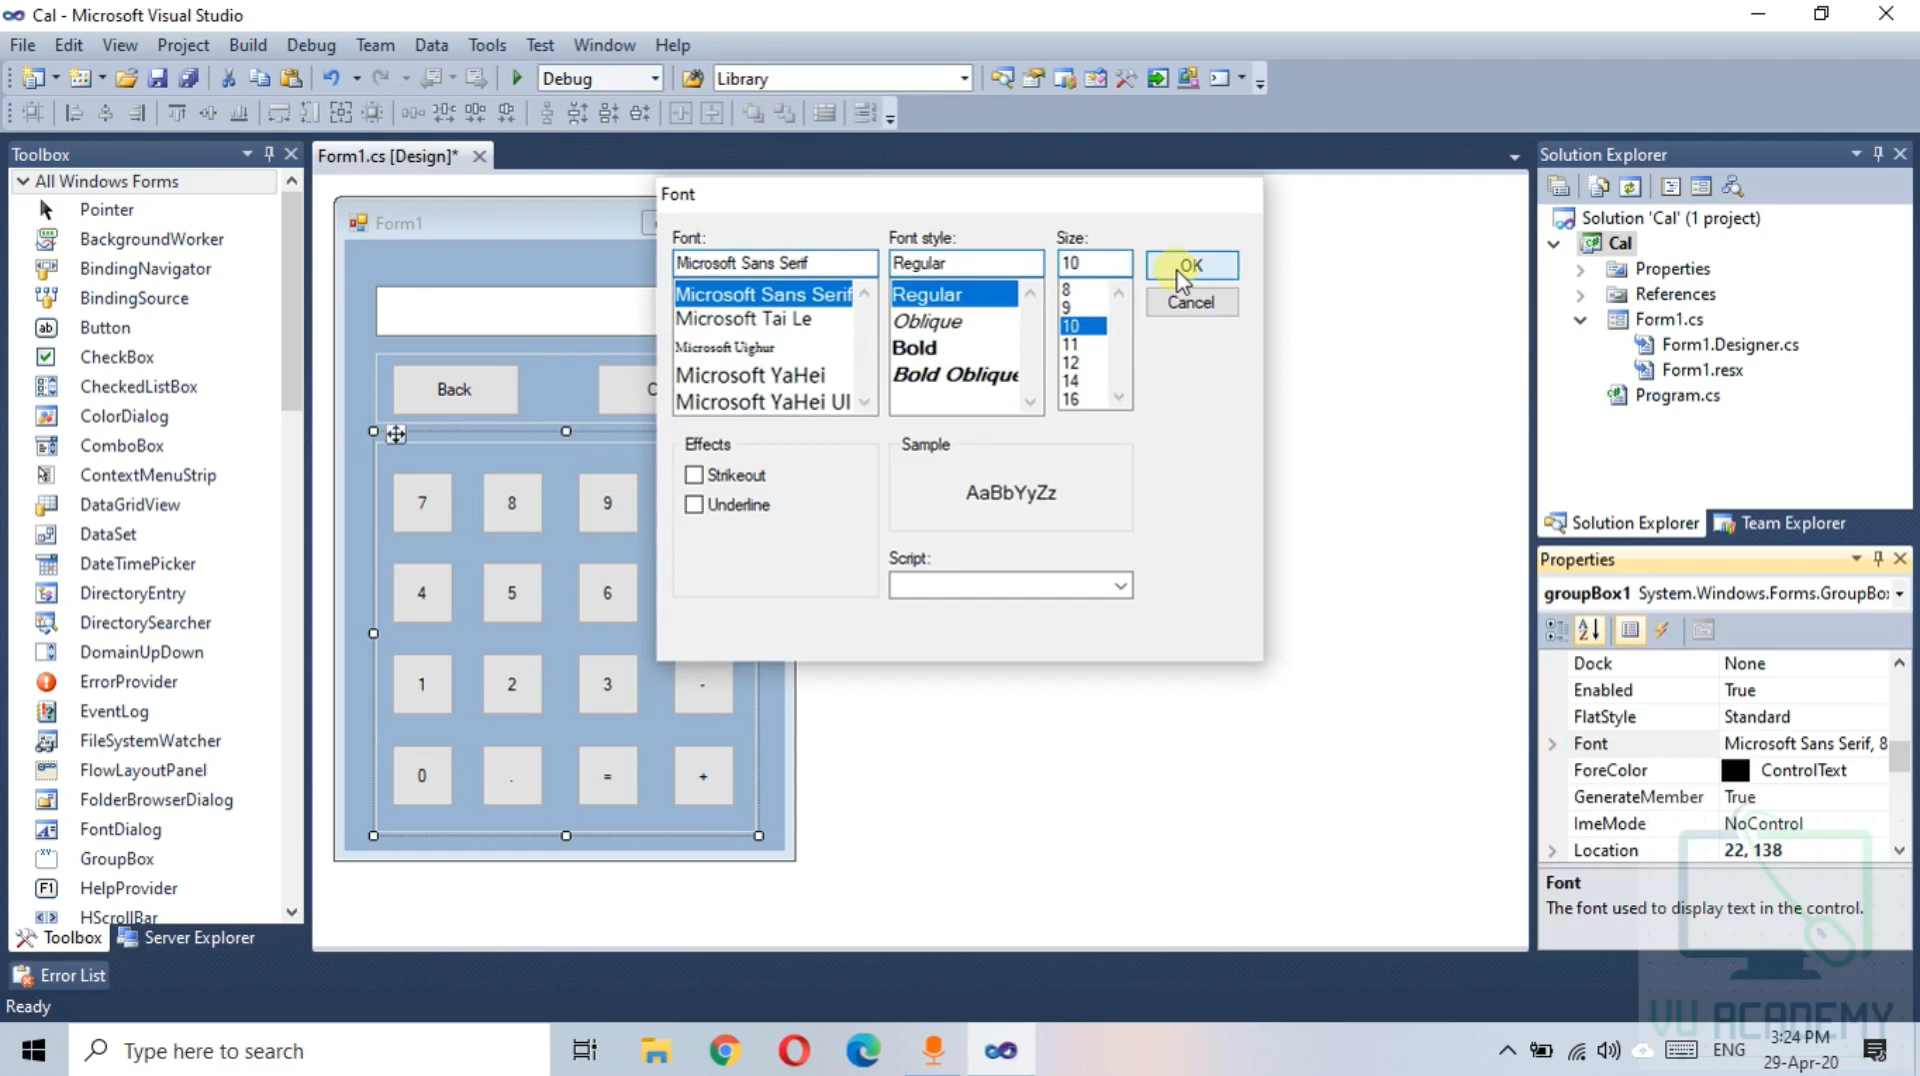 Cal - Microsoft Visual Studio
File Edit View Project Build Debug Team Data Tools Test Window Help
Debug
Library
Toolbox
All Windows Forms
Pointer
BackgroundWorker
BindingNavigator
BindingSource
Button
CheckBox
CheckedListBox
ColorDialog
ComboBox
ContextMenuStrip
DataGridView
DataSet
DateTimePicker
DirectoryEntry
DirectorySearcher
DomainUpDown
ErrorProvider
EventLog
FileSystemWatcher
FlowLayoutPanel
FolderBrowserDialog
FontDialog
GroupBox
HelpProvider
HScrollBar
Toolbox Server Explorer
Form1.cs [Design]*
Form1
Back C
7 8 9
4 5 6
1 2 3 -
0 . = +
Font
Font: Font style: Size:
Microsoft Sans Serif Regular 10 OK
Cancel
Microsoft Sans Serif
Microsoft Tai Le
Microsoft Uighur
Microsoft YaHei
Microsoft YaHei UI
Regular
Oblique
Bold
Bold Oblique
8
9
10
11
12
14
16
Effects
Strikeout
Underline
Sample
AaBbYyZz
Script:
Solution Explorer
Solution 'Cal' (1 project)
Cal
Properties
References
Form1.cs
Form1.Designer.cs
Form1.resx
Program.cs
Solution Explorer Team Explorer
Properties
groupBox1 System.Windows.Forms.GroupBo
Dock None
Enabled True
FlatStyle Standard
Font Microsoft Sans Serif, 8
ForeColor ControlText
GenerateMember True
ImeMode NoControl
Location 22, 138
Font
The font used to display text in the control.
Error List
Ready
VU ACADEMY
Type here to search
ENG
3:24 PM
29-Apr-20